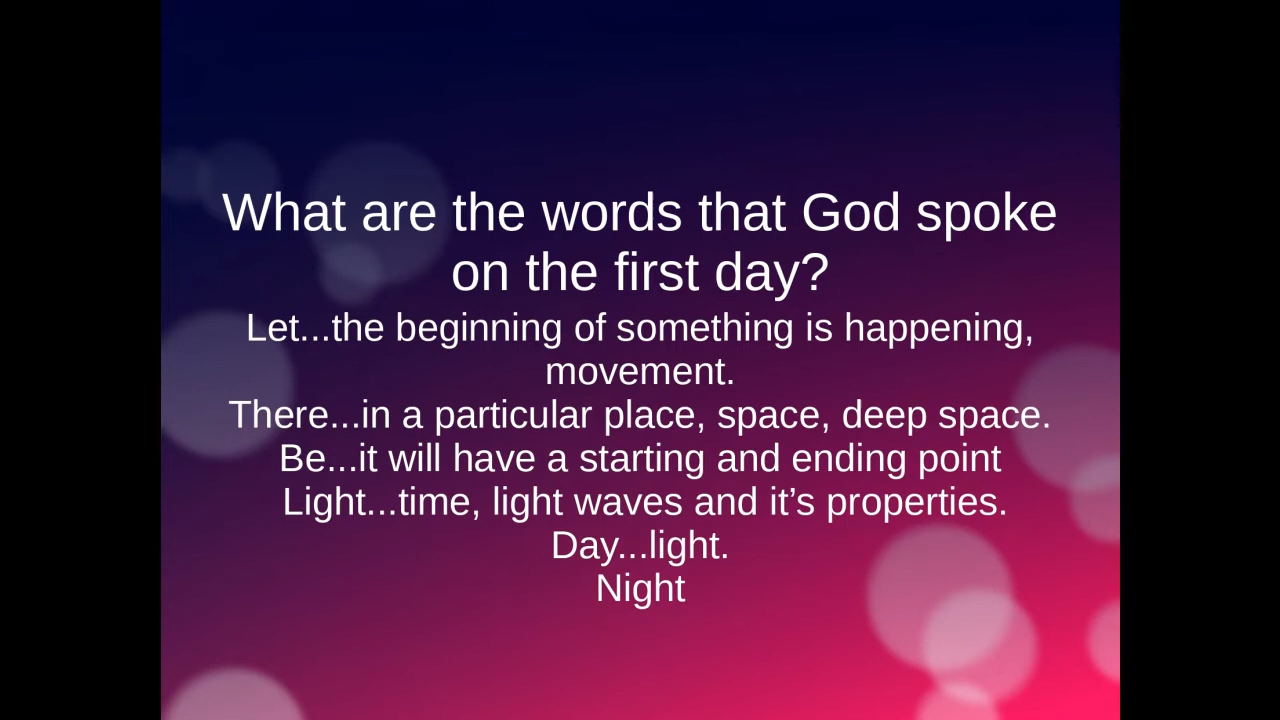 What are the words that God spoke
on the first day?
Let...the beginning of something is happening,
movement.
There...in a particular place, space, deep space.
Be...it will have a starting and ending point
Light...time, light waves and it’s properties.
Day...light.
Night